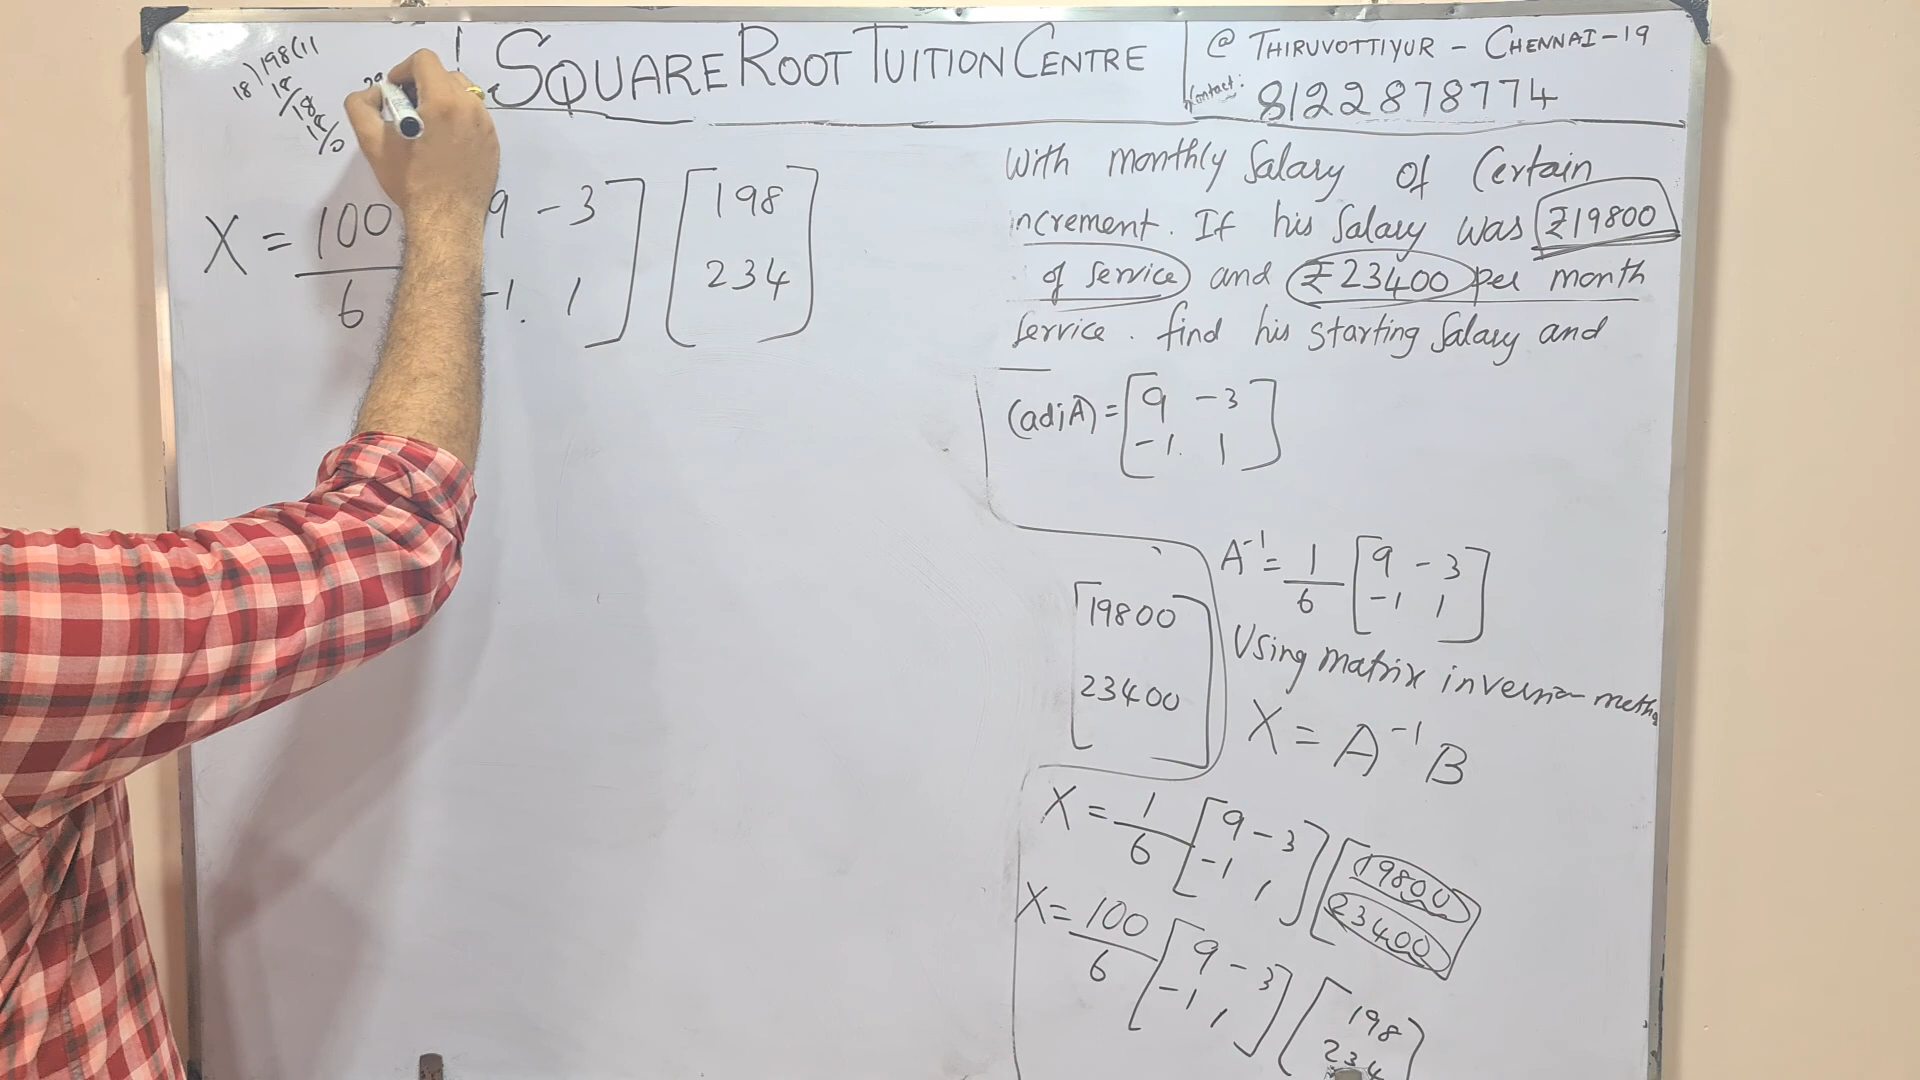 SQUARE ROOT TUITION CENTRE
@ THIRUVOTTIYUR - CHENNAI-19
Contact:
8122878774
18)198(11
18
18
18
0
X = 100
6
9 -3
-1. 1
198
234
With monthly Salary of Certain
increment. If his Salary was ₹19800
of service and ₹23400 per month
service. find his starting Salary and
(adjA) = 9 -3
-1. 1
19800
23400
A⁻¹ = 1/6 9 -3
-1 1
Using matrix inversion
X = A⁻¹B
X = 1/6 9 -3
-1 1
19800
23400
X = 100/6 9 -3
-1 1
198
234